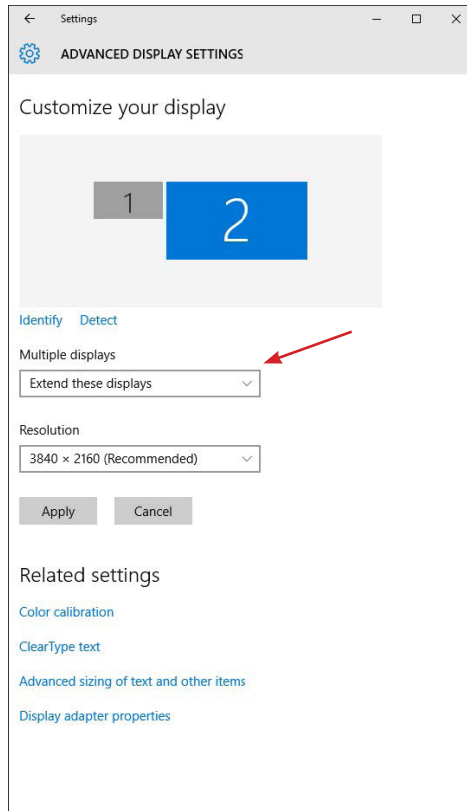 Settings
ADVANCED DISPLAY SETTINGS
Customize your display
1
2
Identify Detect
Multiple displays
Extend these displays
Resolution
3840 × 2160 (Recommended)
Apply Cancel
Related settings
Color calibration
ClearType text
Advanced sizing of text and other items
Display adapter properties